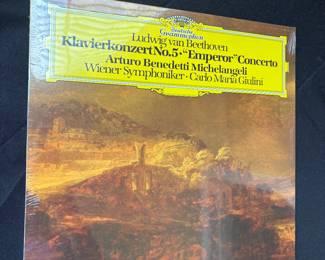 Deutsche
Grammophon
Ludwig van Beethoven
Klavierkonzert No. 5 · "Emperor" Concerto
Arturo Benedetti Michelangeli
Wiener Symphoniker · Carlo Maria Giulini